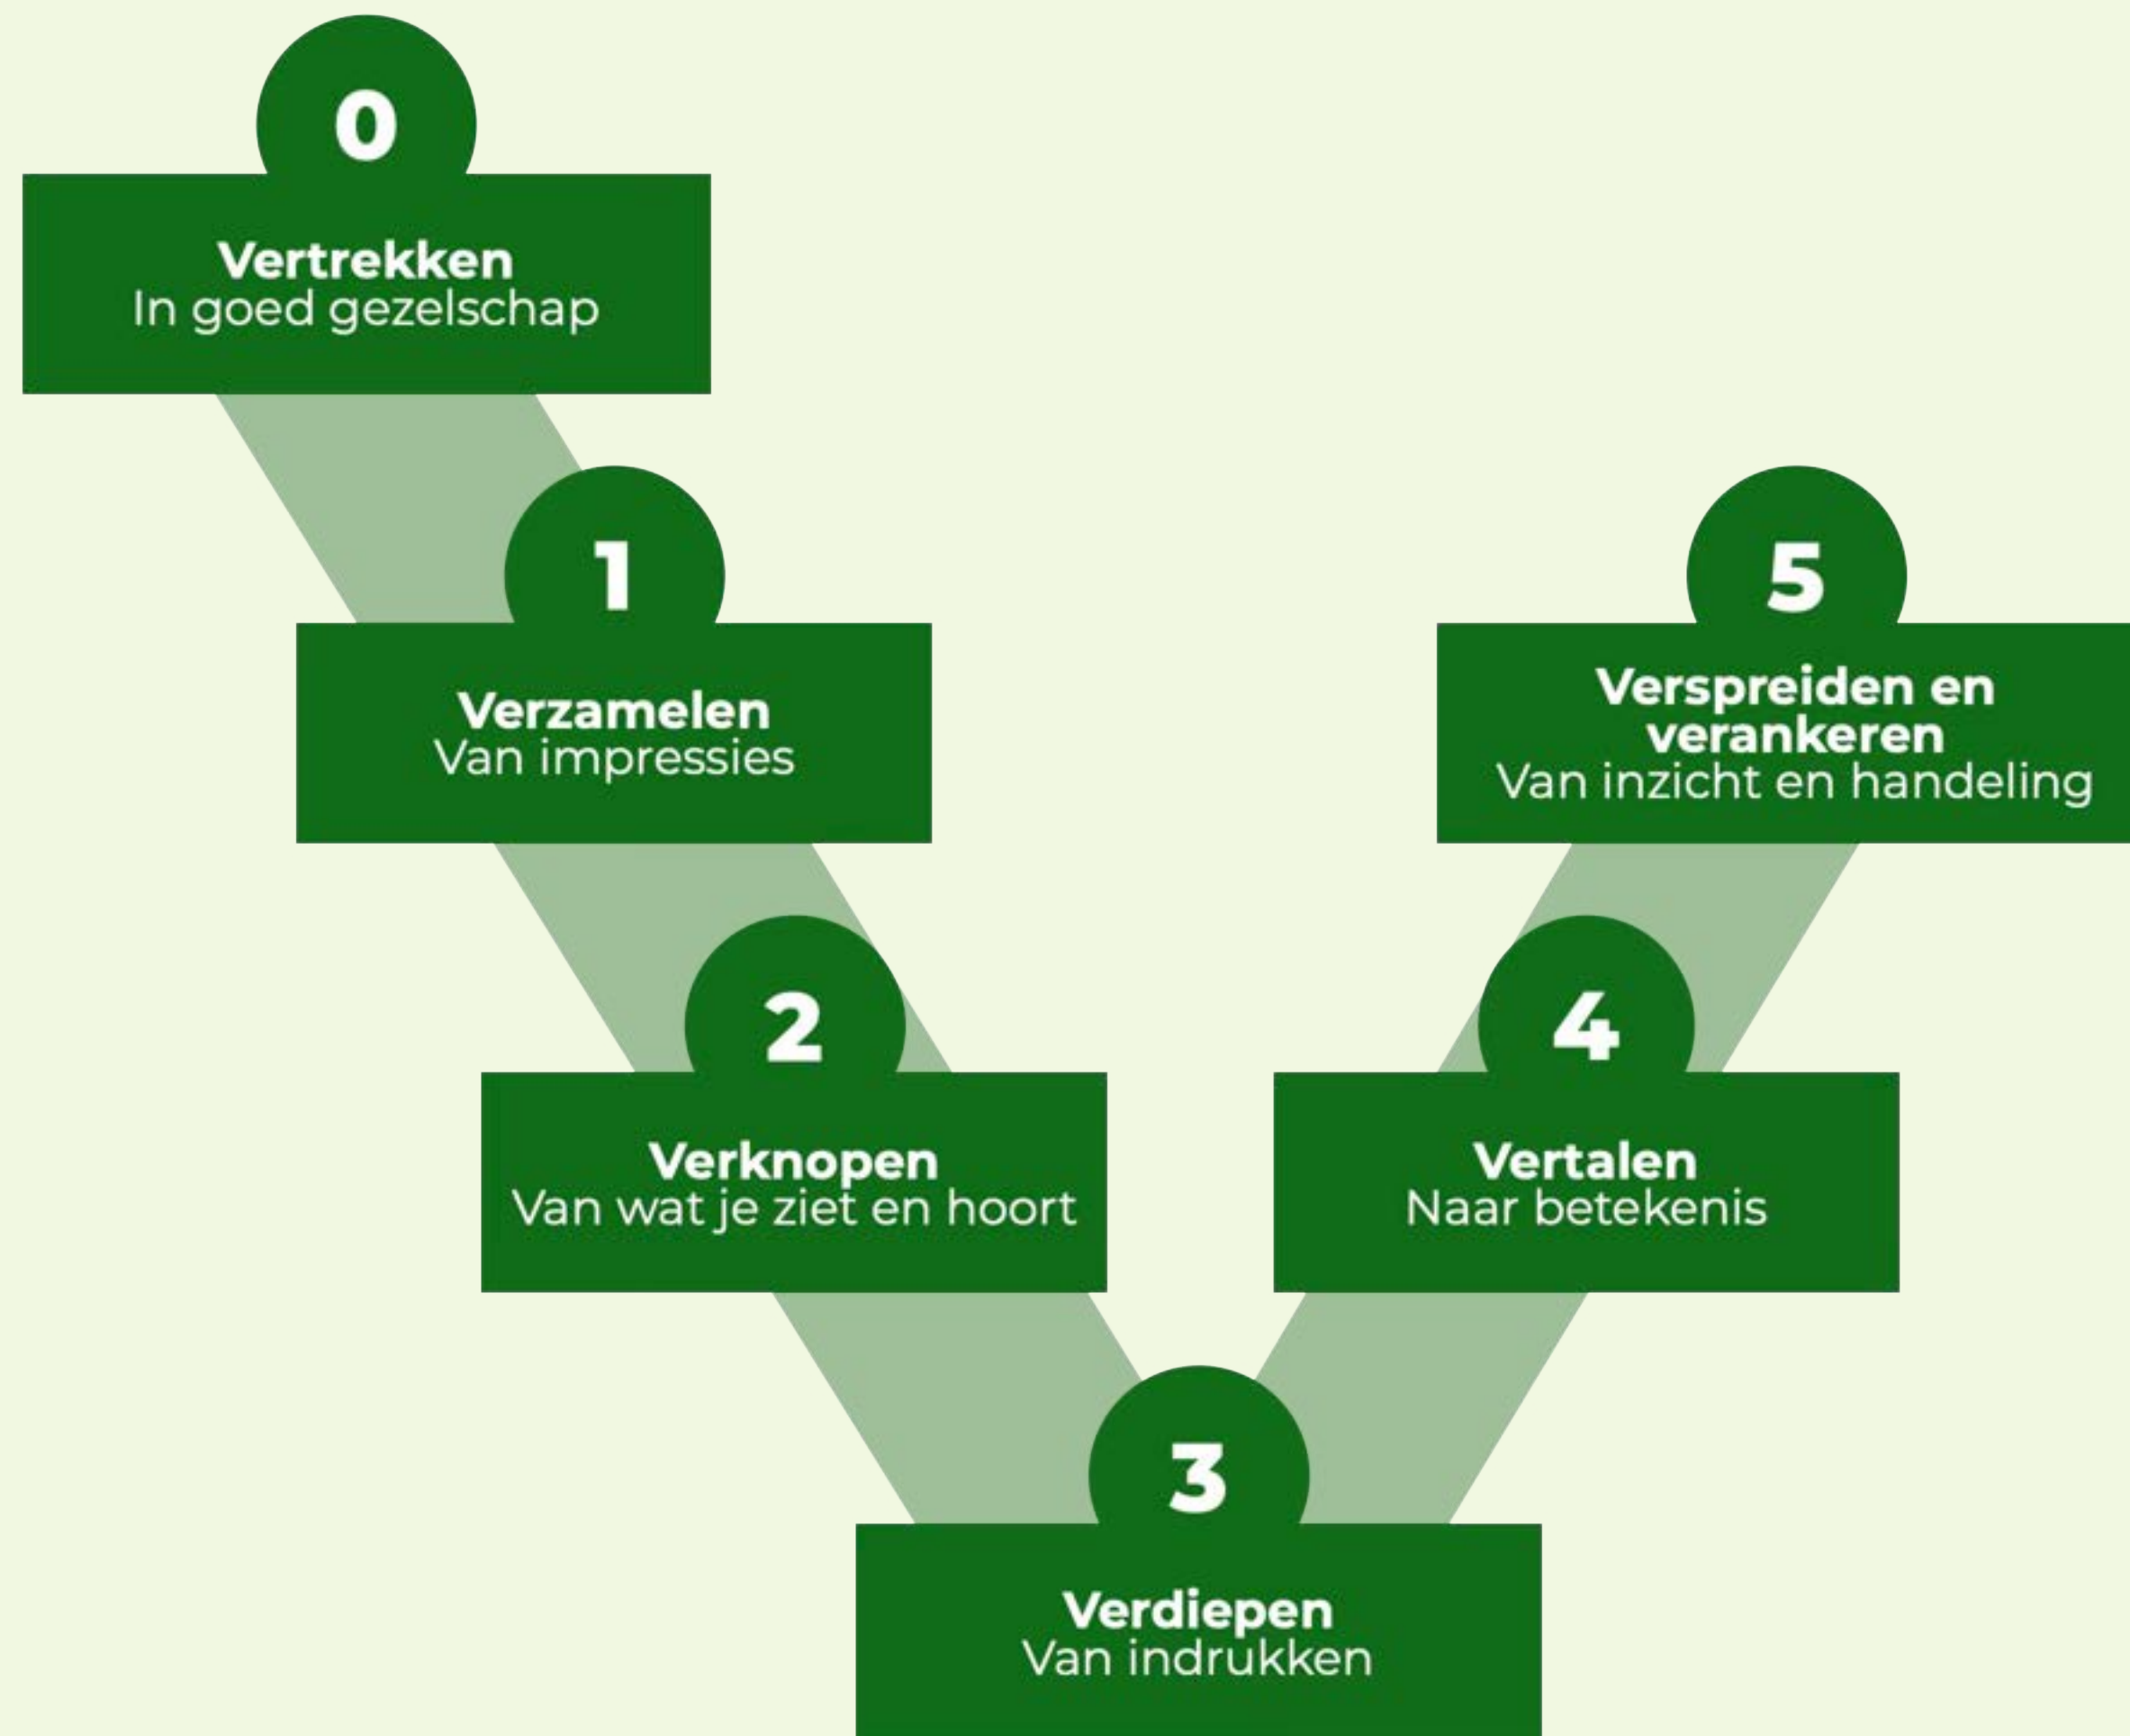 0
Vertrekken
In goed gezelschap
1
Verzamelen
Van impressies
2
Verknopen
Van wat je ziet en hoort
3
Verdiepen
Van indrukken
4
Vertalen
Naar betekenis
5
Verspreiden en
verankeren
Van inzicht en handeling